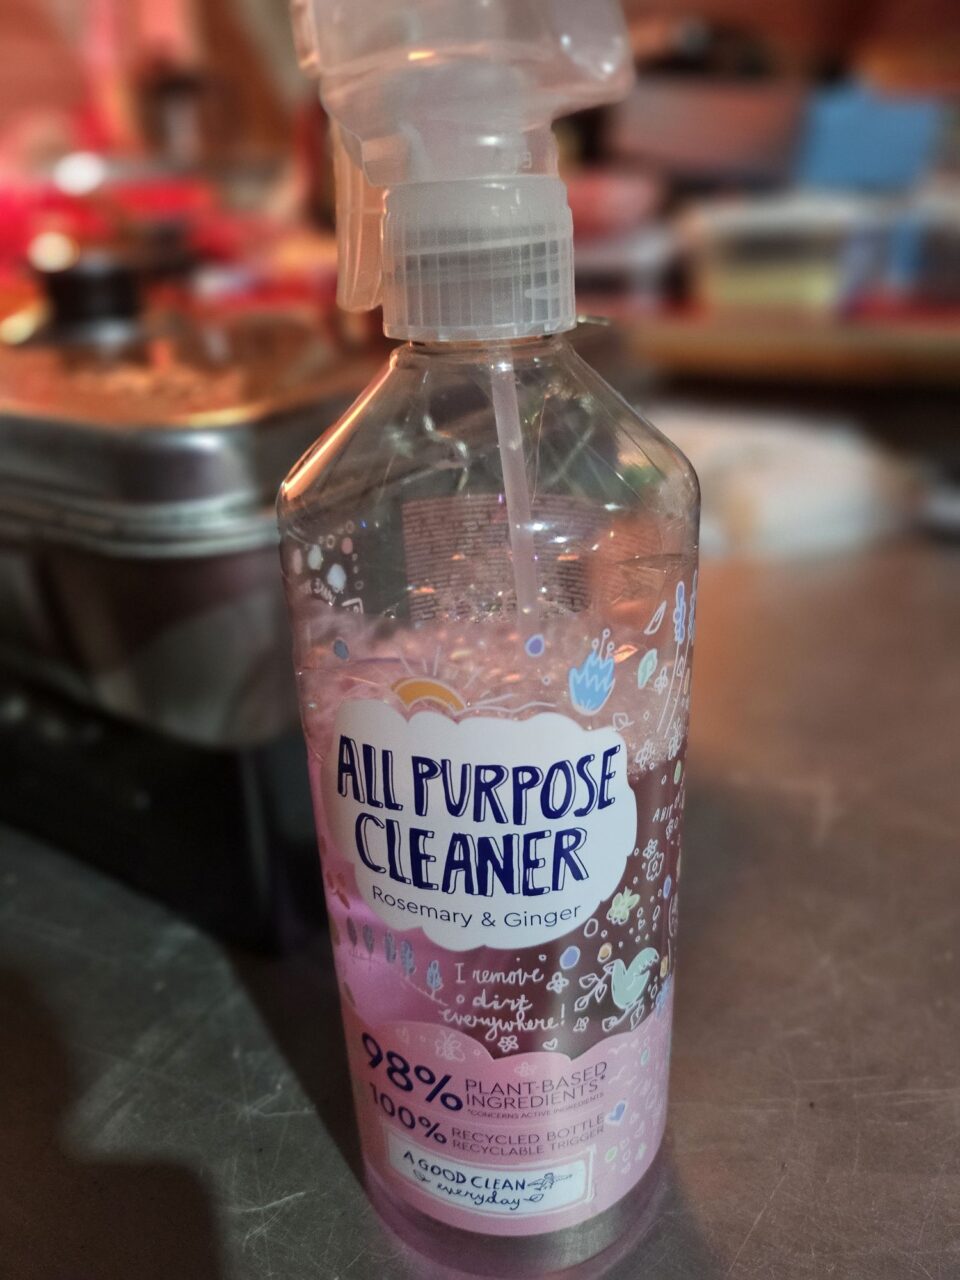 ALL PURPOSE
CLEANER
Rosemary & Ginger
I remove
dirt
everywhere!
98% PLANT-BASED
INGREDIENTS*
*CONCERNS ACTIVE INGREDIENTS
100% RECYCLED BOTTLE
RECYCLABLE TRIGGER
A GOOD CLEAN
everyday